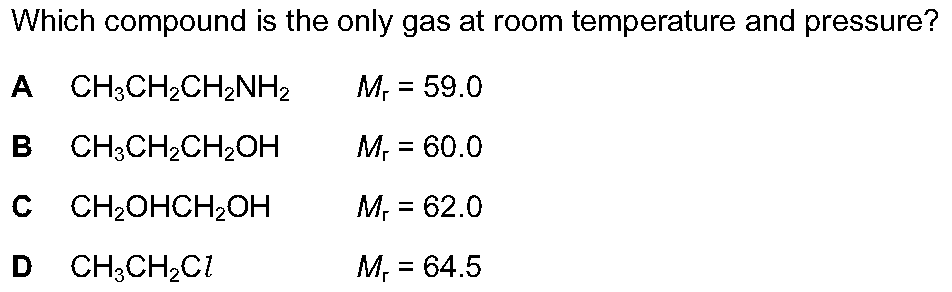 Which compound is the only gas at room temperature and pressure?
A CH₃CH₂CH₂NH₂ Mᵣ = 59.0
B CH₃CH₂CH₂OH Mᵣ = 60.0
C CH₂OHCH₂OH Mᵣ = 62.0
D CH₃CH₂Cl Mᵣ = 64.5